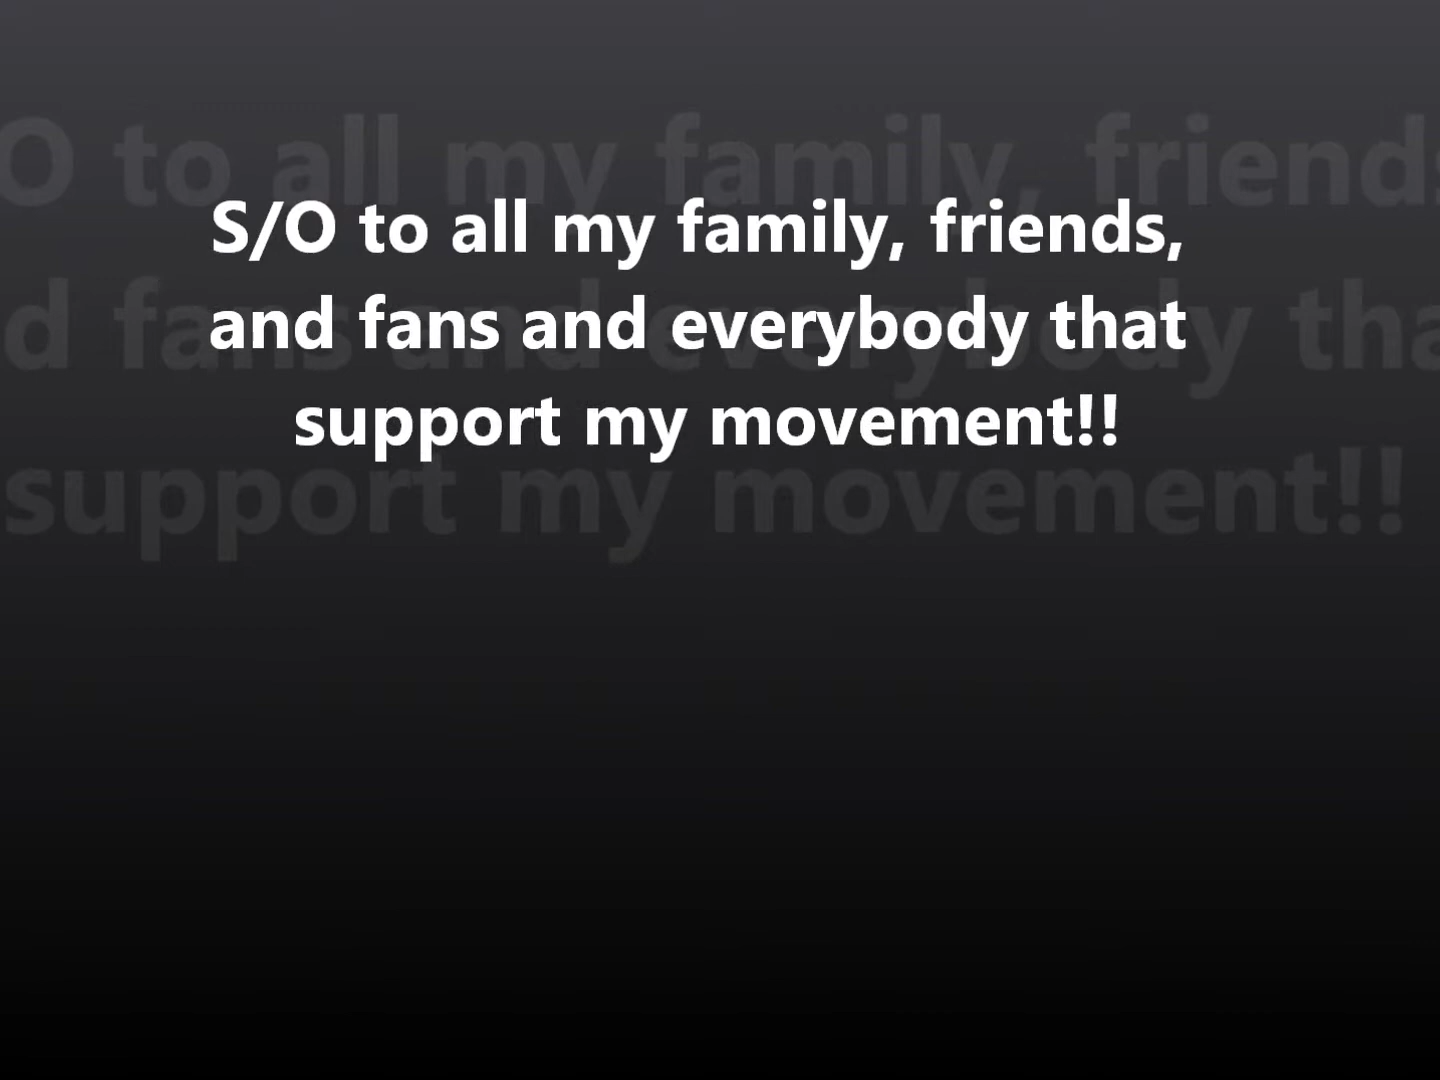 S/O to all my family, friends,
and fans and everybody that
support my movement!!